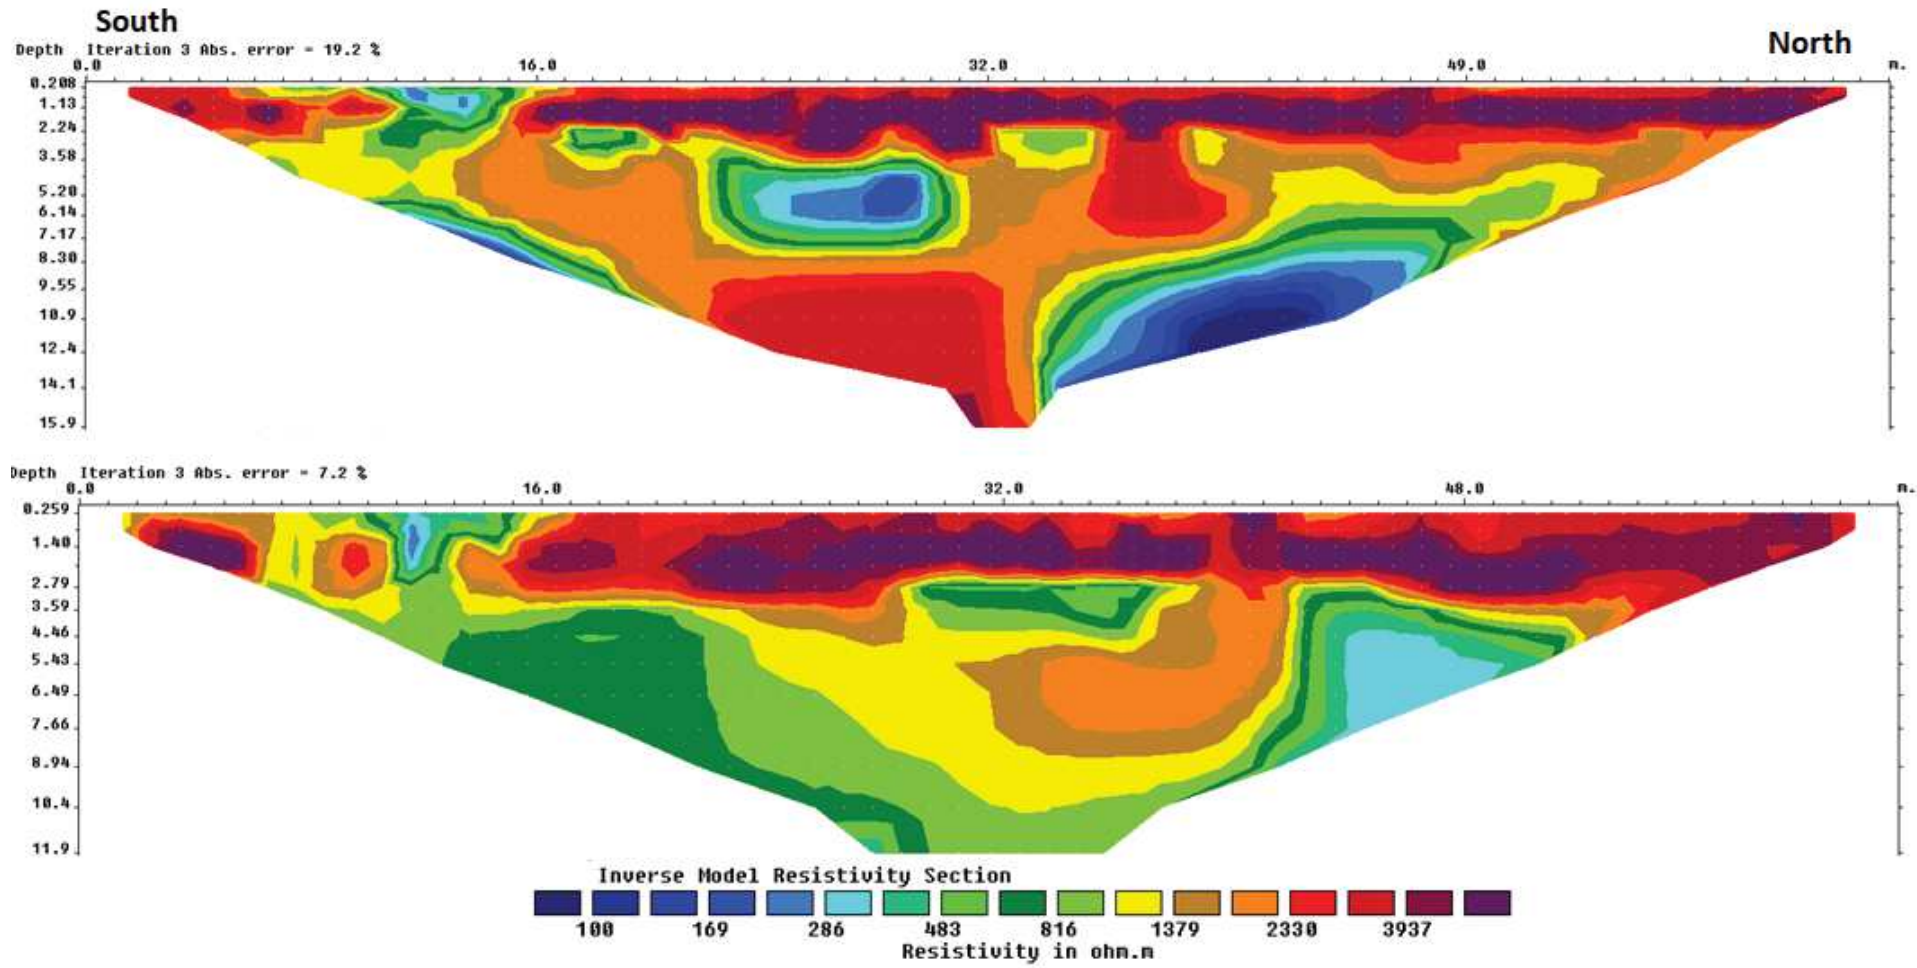 South
North
Depth Iteration 3 Abs. error = 19.2 %
0.0 16.0 32.0 49.0 m.
0.208
1.13
2.24
3.58
5.20
6.14
7.17
8.30
9.55
10.9
12.4
14.1
15.9
Depth Iteration 3 Abs. error = 7.2 %
0.0 16.0 32.0 48.0 m.
0.259
1.40
2.79
3.59
4.46
5.43
6.49
7.66
8.94
10.4
11.9
Inverse Model Resistivity Section
100 169 286 483 816 1379 2330 3937
Resistivity in ohm.m